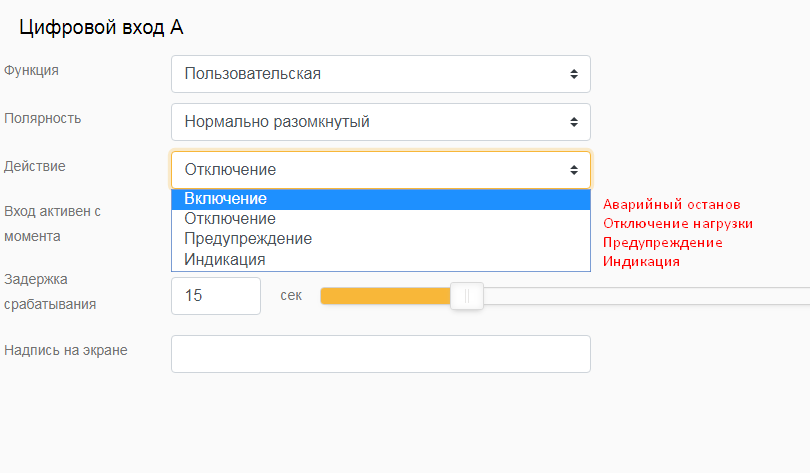 Цифровой вход А
Функция
Пользовательская
Полярность
Нормально разомкнутый
Действие
Отключение
Включение
Отключение
Предупреждение
Индикация
Аварийный останов
Отключение нагрузки
Предупреждение
Индикация
Вход активен с
момента
Задержка
срабатывания
15
сек
Надпись на экране